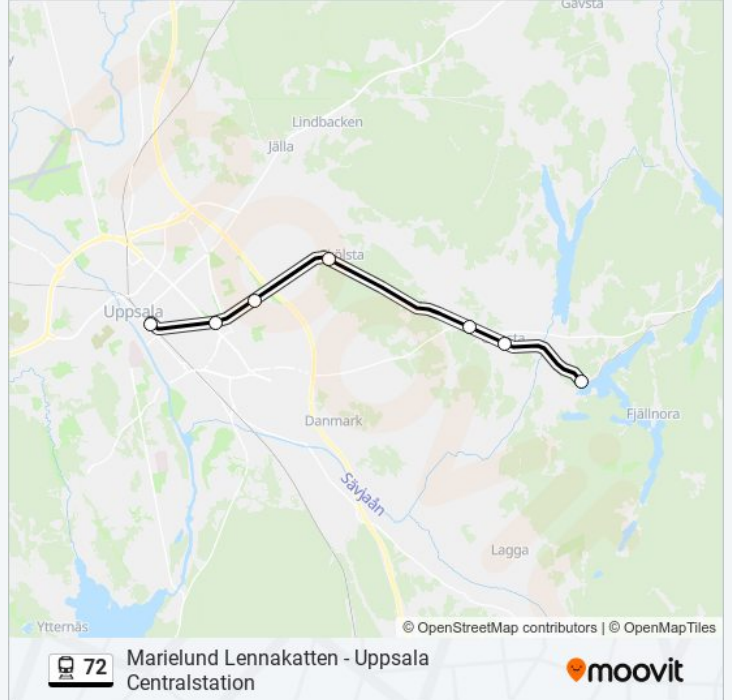 Gävsta
Lindbacken
Jälla
Uppsala
Danmark
Fjällnora
Sävjaån
Lagga
Ytternäs
© OpenStreetMap contributors | © OpenMapTiles
72
Marielund Lennakatten - Uppsala
Centralstation
moovit